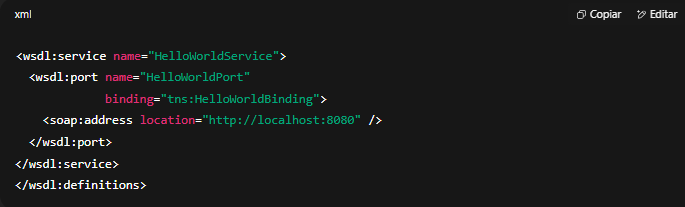 xml
Copiar
Editar
<wsdl:service name="HelloWorldService">
  <wsdl:port name="HelloWorldPort"
             binding="tns:HelloWorldBinding">
    <soap:address location="http://localhost:8080" />
  </wsdl:port>
</wsdl:service>
</wsdl:definitions>